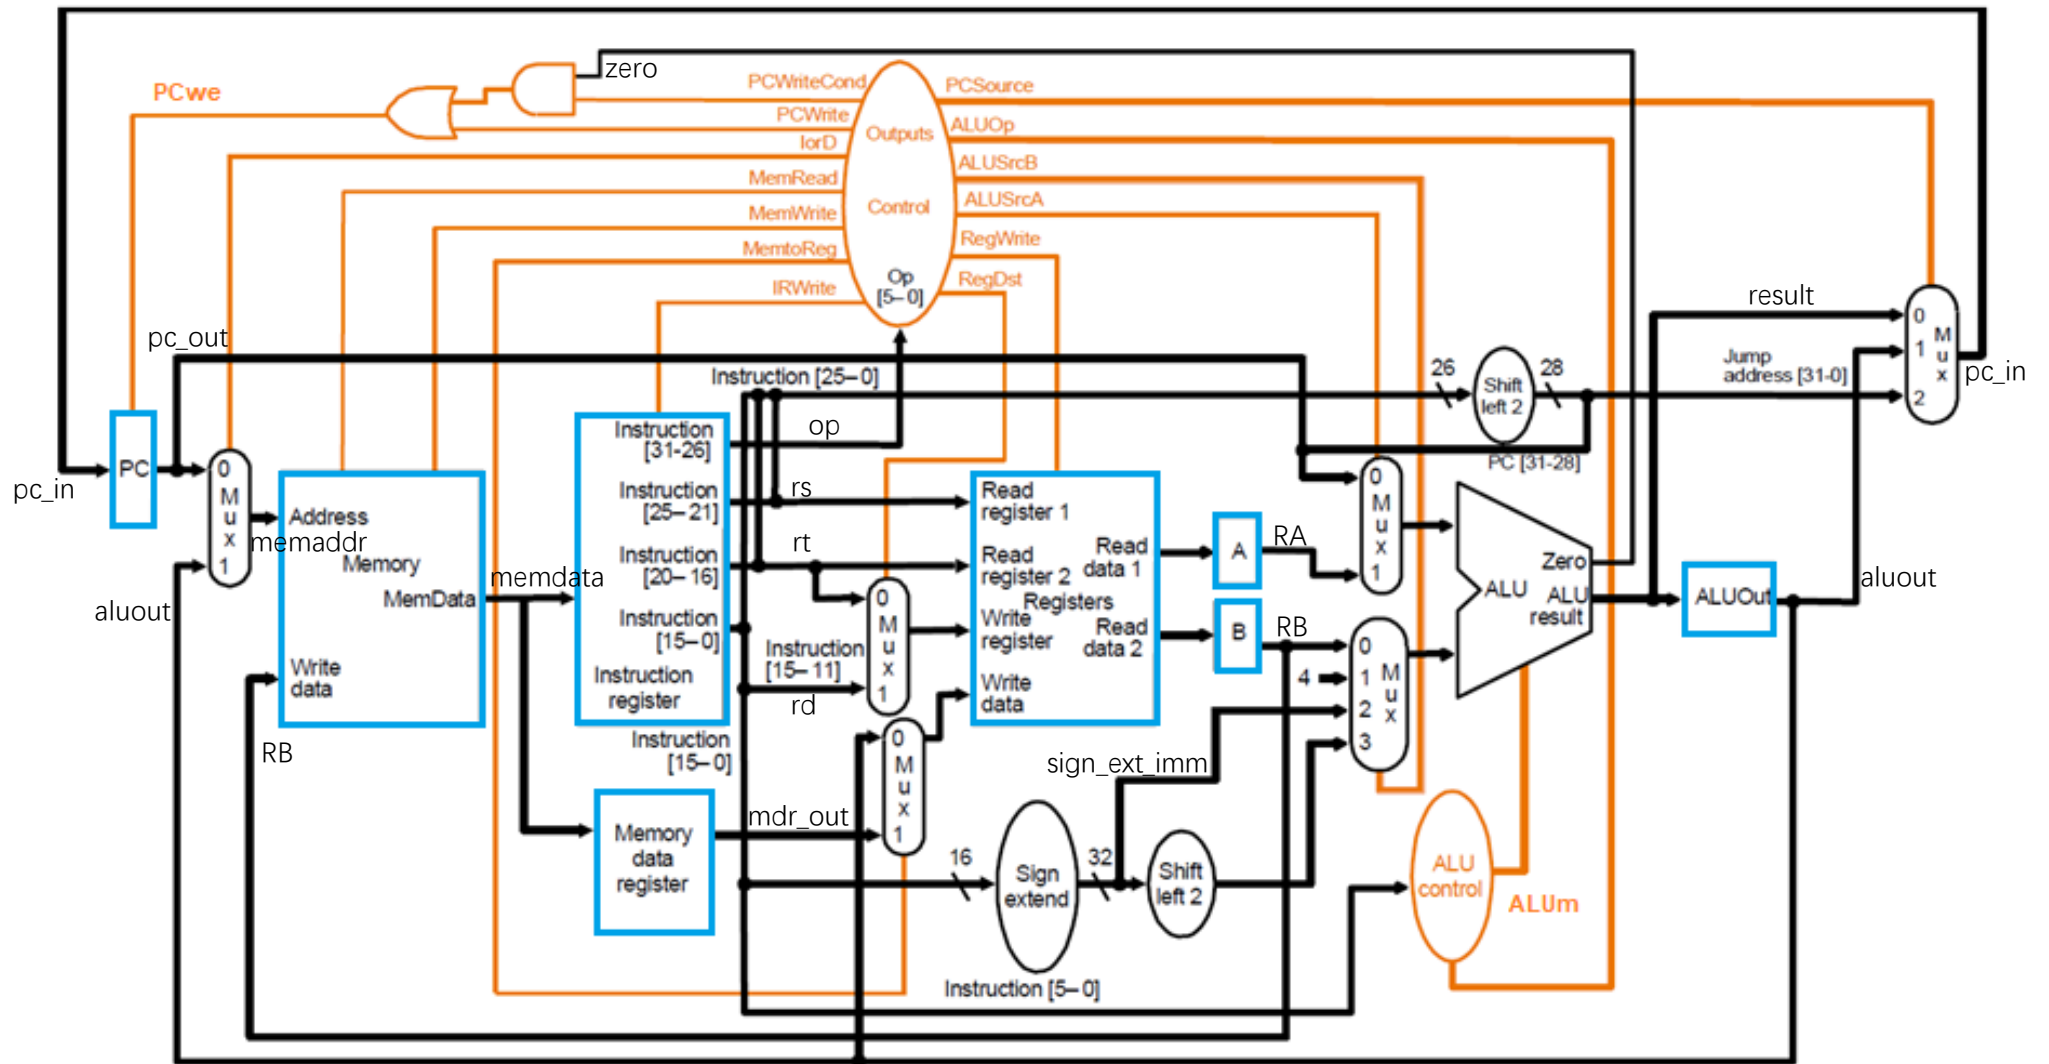 zero
PCwe
PCWriteCond
PCWrite
IorD
MemRead
MemWrite
MemtoReg
IRWrite
Outputs
Control
Op
[5–0]
PCSource
ALUOp
ALUSrcB
ALUSrcA
RegWrite
RegDst
pc_out
Instruction [25–0]
26
Shift
left 2
28
Jump
address [31-0]
result
0
1
2
M
u
x
pc_in
PC [31-28]
pc_in
PC
0
M
u
x
1
aluout
Address
memaddr
Memory
MemData
Write
data
RB
memdata
Instruction
[31-26]
Instruction
[25–21]
Instruction
[20–16]
Instruction
[15–0]
Instruction
register
op
rs
rt
Instruction
[15–11]
rd
0
M
u
x
1
Instruction
[15–0]
Memory
data
register
mdr_out
0
M
u
x
1
Read
register 1
Read
register 2
Registers
Write
register
Write
data
Read
data 1
Read
data 2
A
RA
B
RB
0
M
u
x
1
4
0
1
2
3
M
u
x
Zero
ALU
ALU
result
ALUOut
aluout
sign_ext_imm
16
Sign
extend
32
Shift
left 2
ALU
control
ALUm
Instruction [5–0]